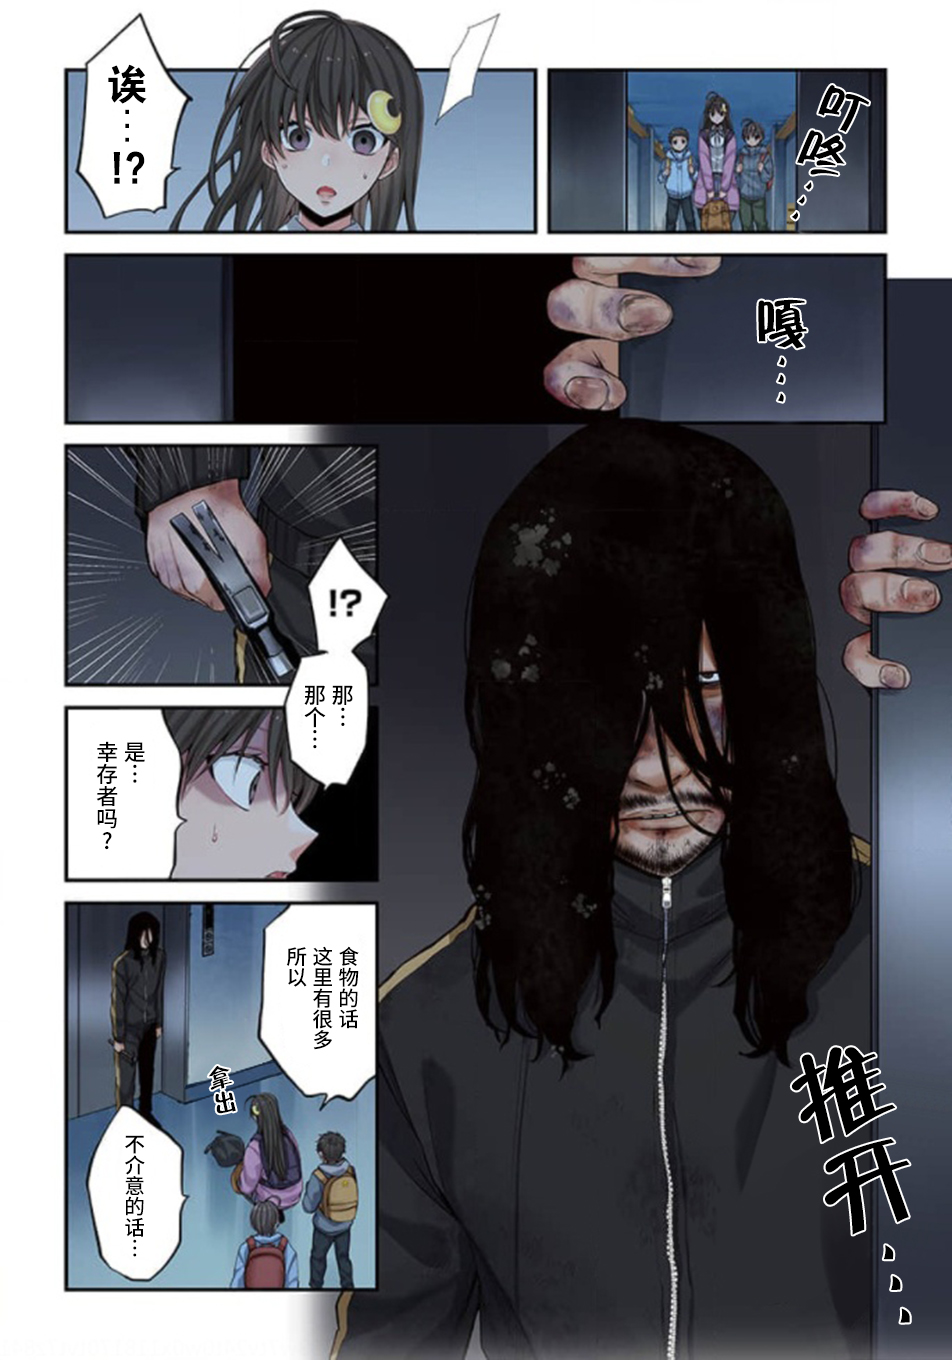 叮咚…
诶…!?
嘎…
!?
那…
那个…
是…
幸存者吗?
推开…
食物的话
这里有很多
所以
拿出
不介意的话…